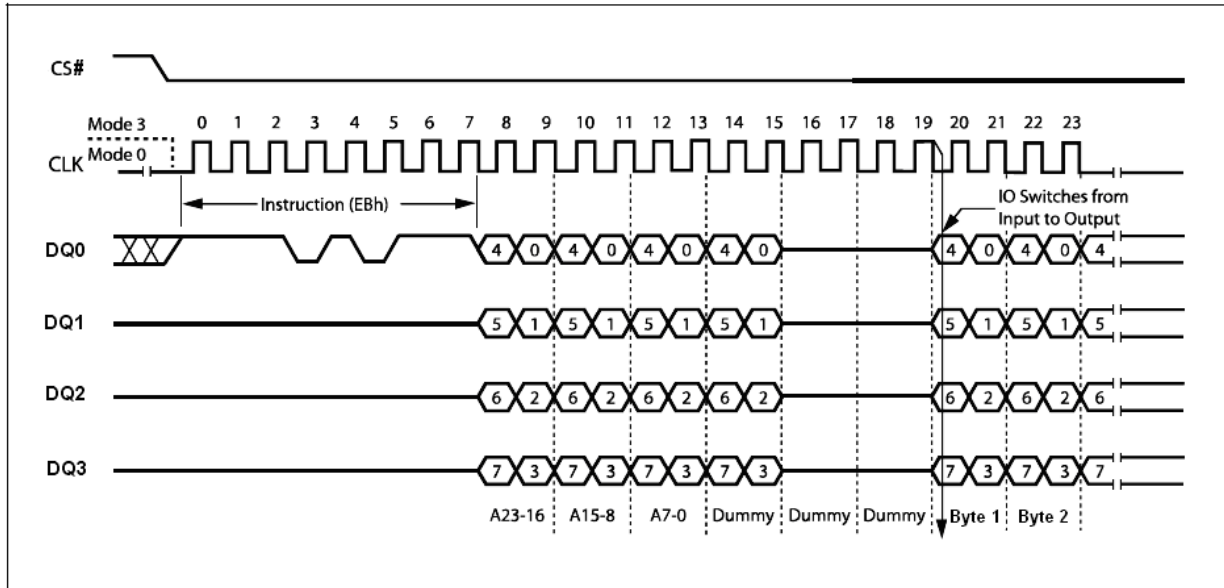 CS#
Mode 3
0 1 2 3 4 5 6 7 8 9 10 11 12 13 14 15 16 17 18 19 20 21 22 23
Mode 0
CLK
Instruction (EBh)
IO Switches from
Input to Output
DQ0
4 0 4 0 4 0 4 0 4 0 4 0 4
DQ1
5 1 5 1 5 1 5 1 5 1 5 1 5
DQ2
6 2 6 2 6 2 6 2 6 2 6 2 6
DQ3
7 3 7 3 7 3 7 3 7 3 7 3 7
A23-16 A15-8 A7-0 Dummy Dummy Dummy Byte 1 Byte 2